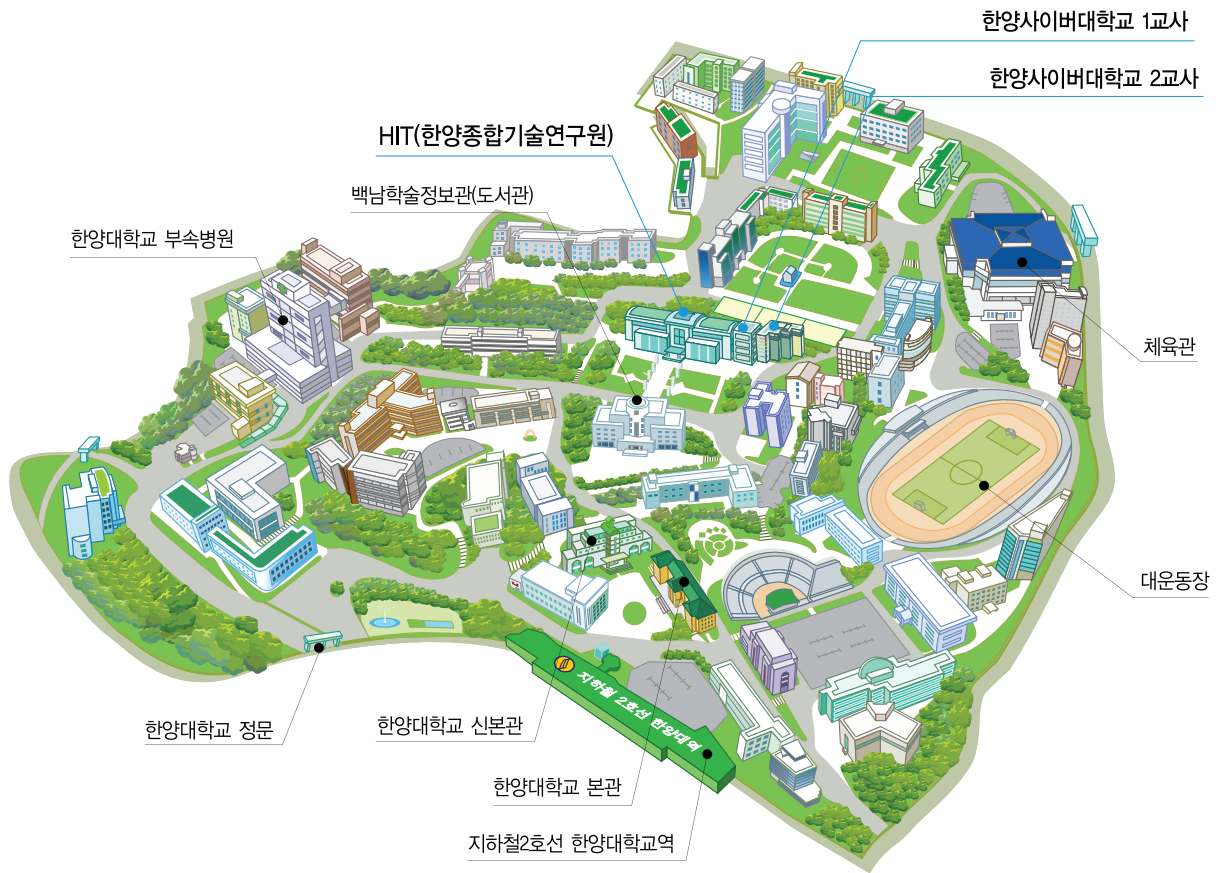 한양사이버대학교 1교사
한양사이버대학교 2교사
HIT(한양종합기술연구원)
백남학술정보관(도서관)
한양대학교 부속병원
체육관
대운동장
지하철 2호선 한양대역
한양대학교 정문
한양대학교 신본관
한양대학교 본관
지하철2호선 한양대학교역